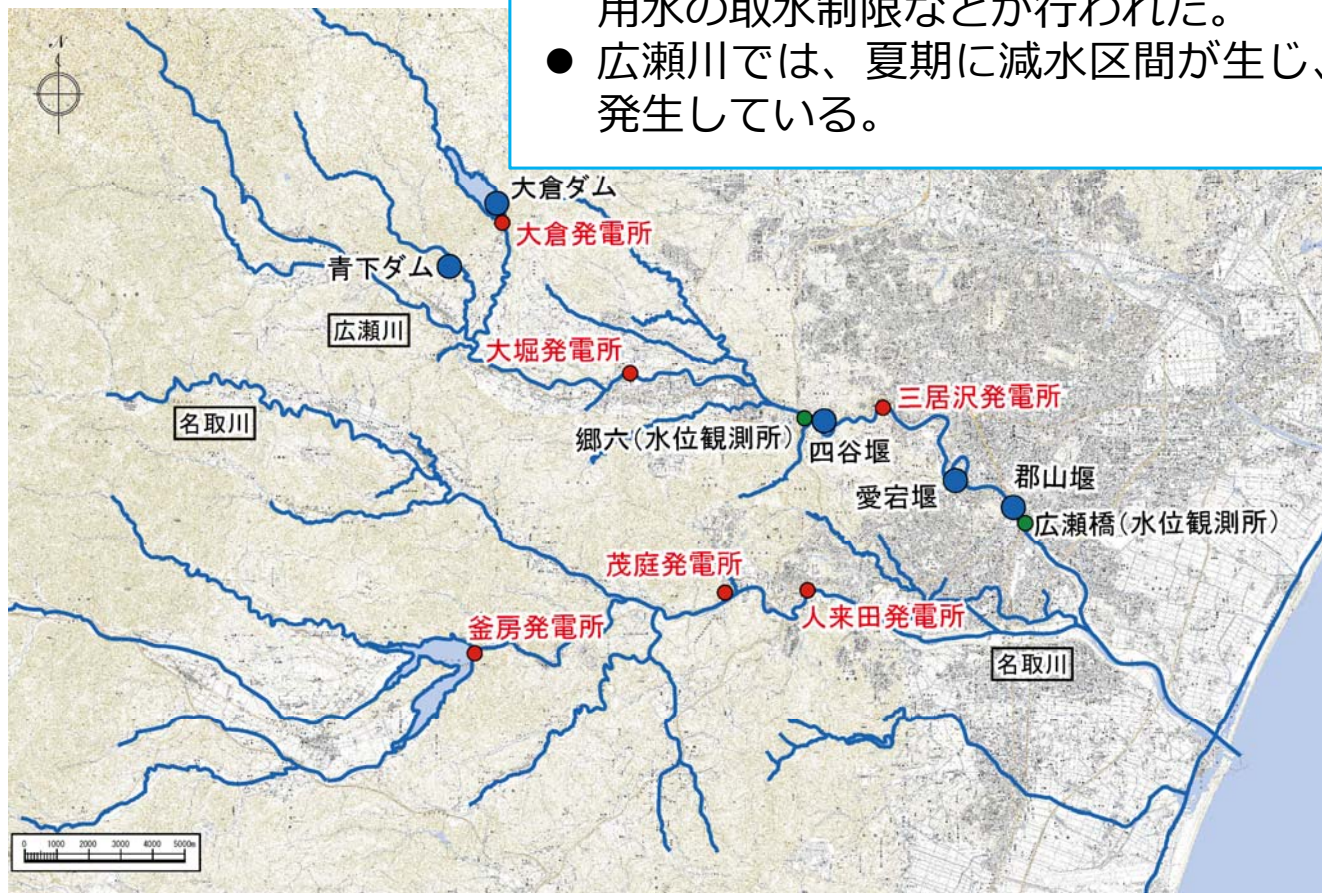 用水の取水制限などが行われた。
● 広瀬川では、夏期に減水区間が生じ、
発生している。
N
大倉ダム
大倉発電所
青下ダム
広瀬川
大堀発電所
三居沢発電所
名取川
郷六(水位観測所)
四谷堰
愛宕堰
郡山堰
広瀬橋(水位観測所)
茂庭発電所
人来田発電所
釜房発電所
名取川
0 1000 2000 3000 4000 5000m